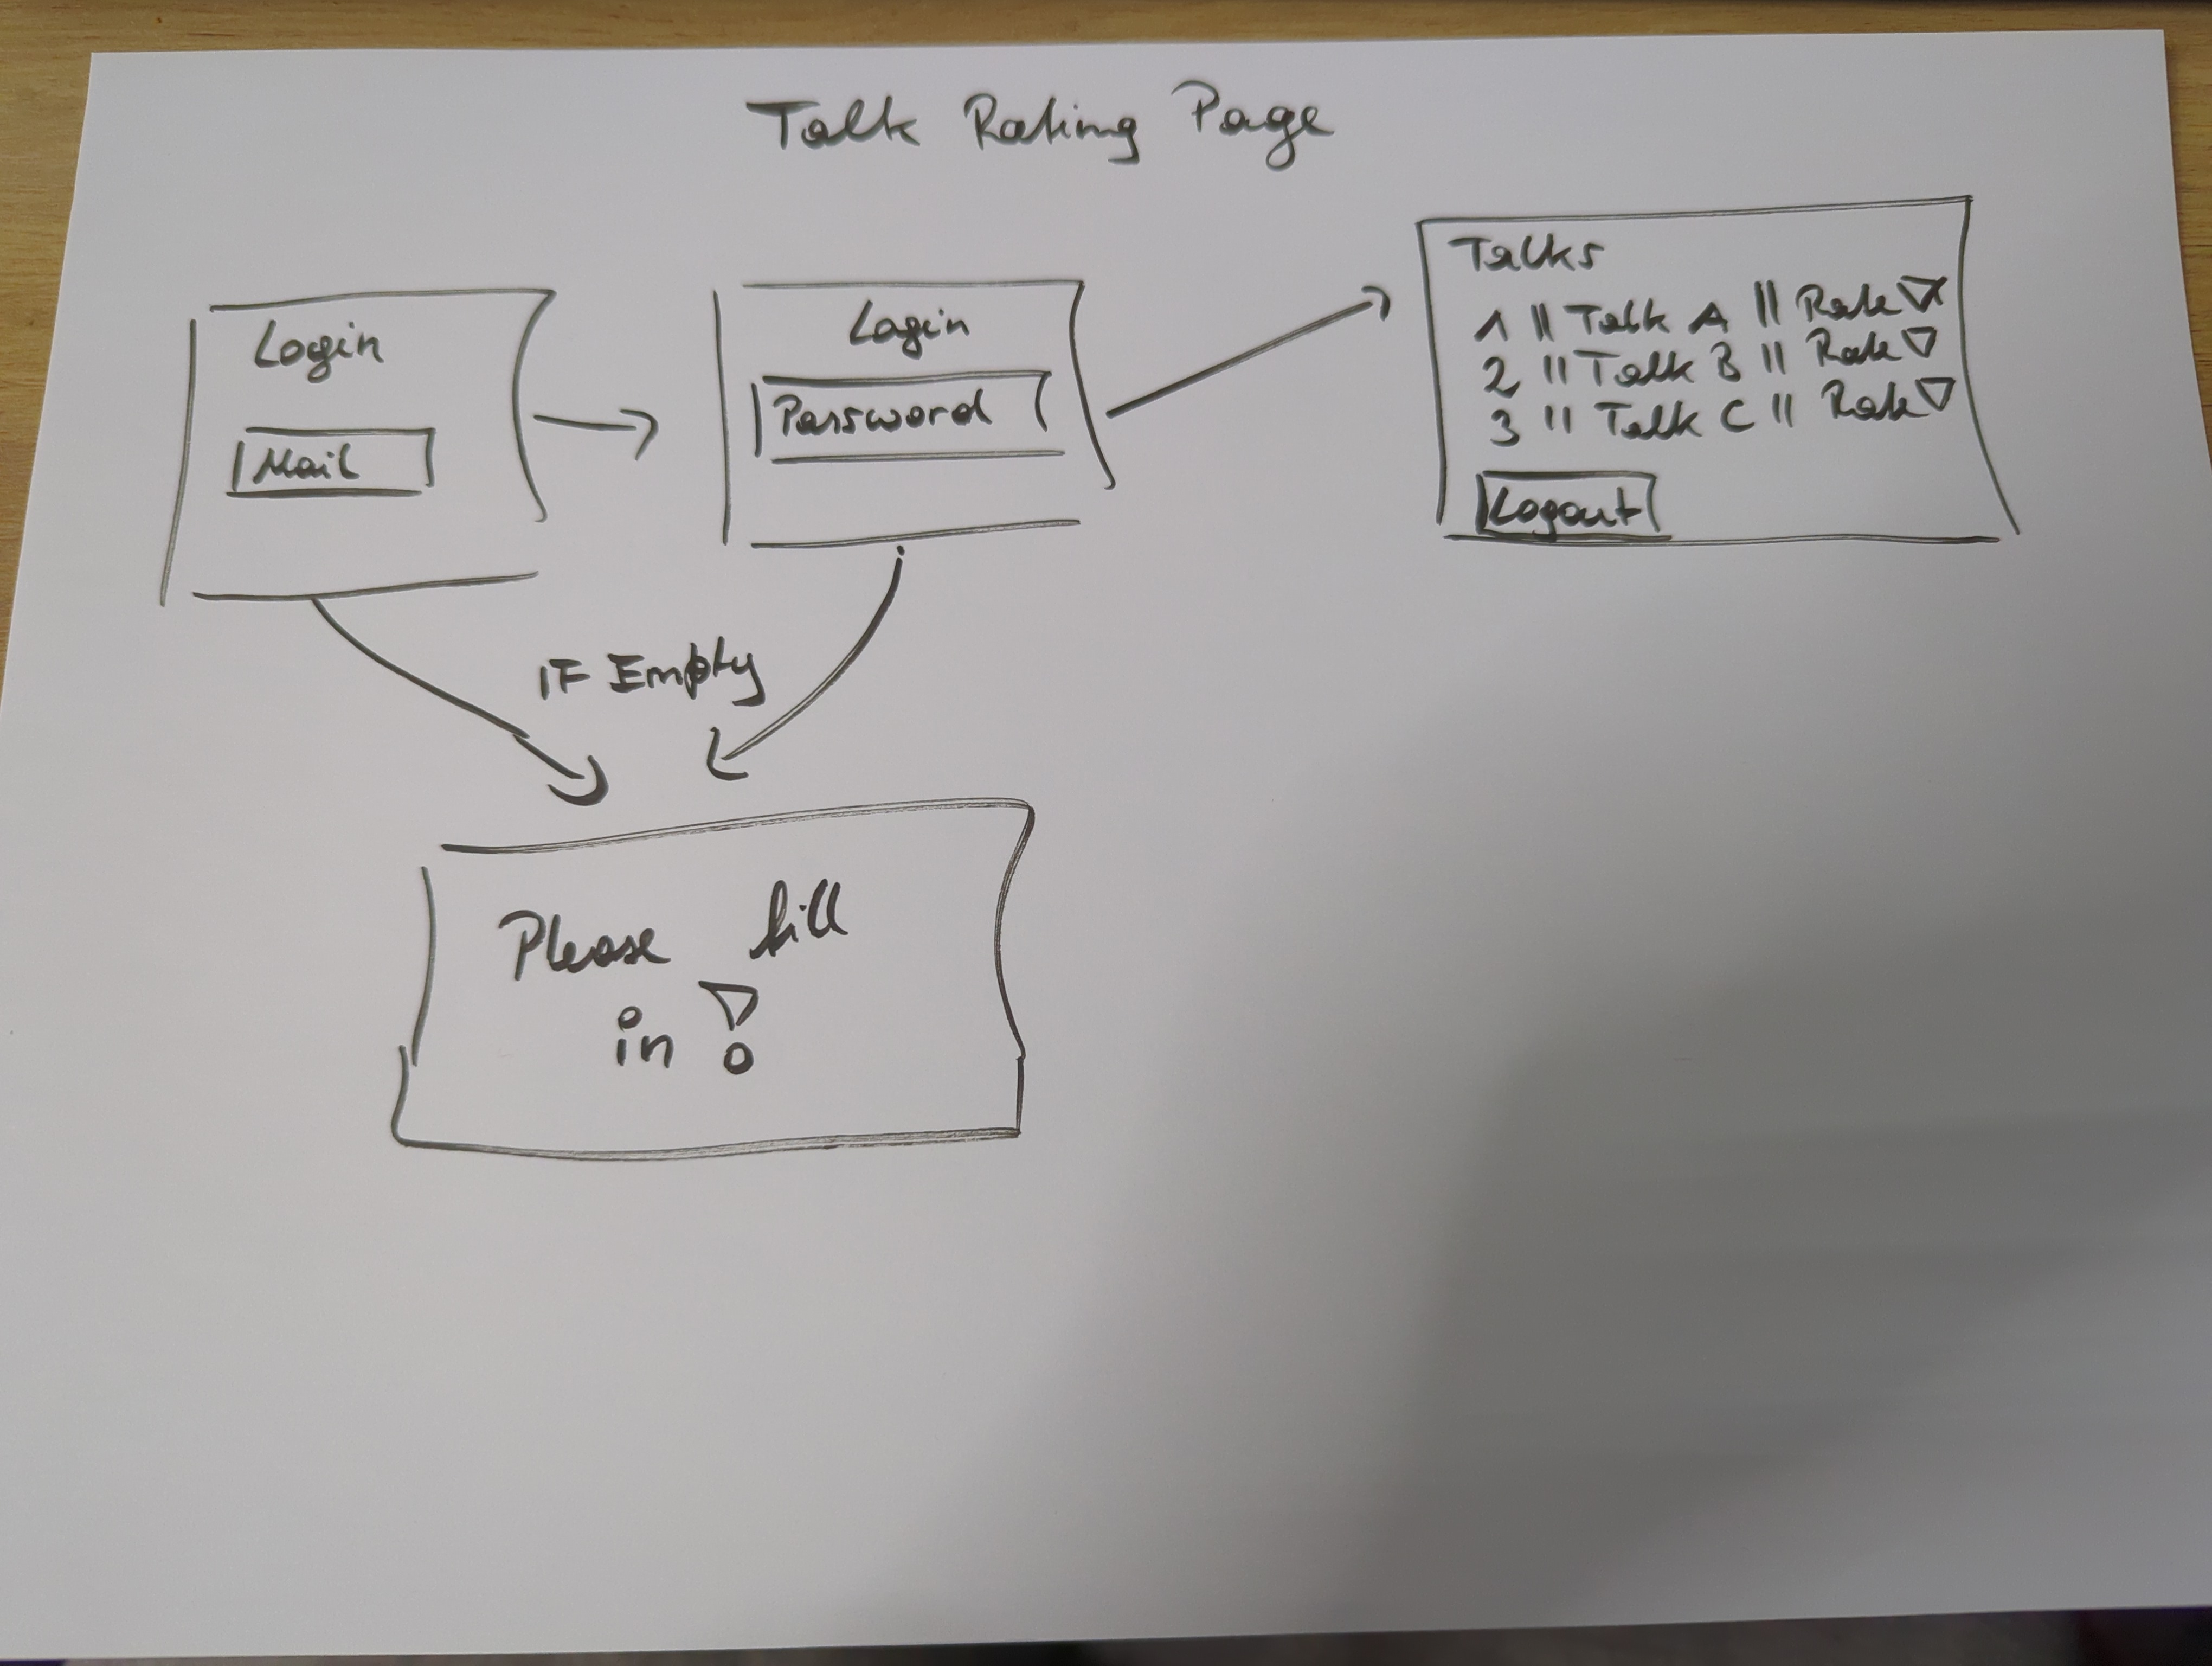 Talk Rating Page
Login
Mail
Login
Password
Talks
1 || Talk A || Rate
2 || Talk B || Rate
3 || Talk C || Rate
Logout
IF Empty
Please fill
in !